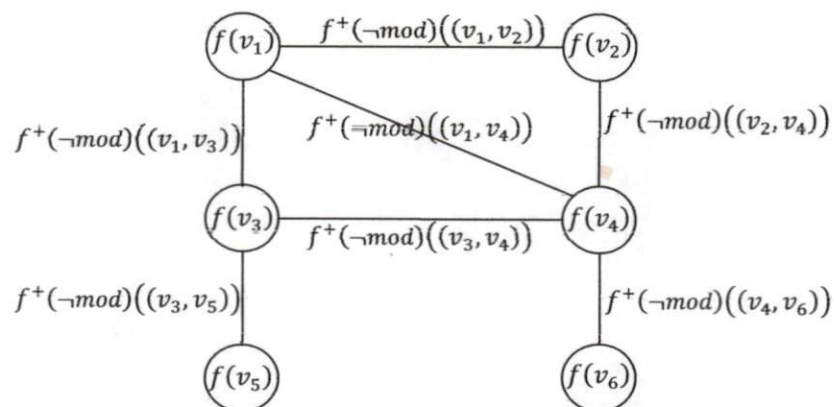 f(v₁)
f⁺(¬mod)((v₁, v₂))
f(v₂)
f⁺(¬mod)((v₁, v₃))
f⁺(¬mod)((v₁, v₄))
f⁺(¬mod)((v₂, v₄))
f(v₃)
f⁺(¬mod)((v₃, v₄))
f(v₄)
f⁺(¬mod)((v₃, v₅))
f⁺(¬mod)((v₄, v₆))
f(v₅)
f(v₆)